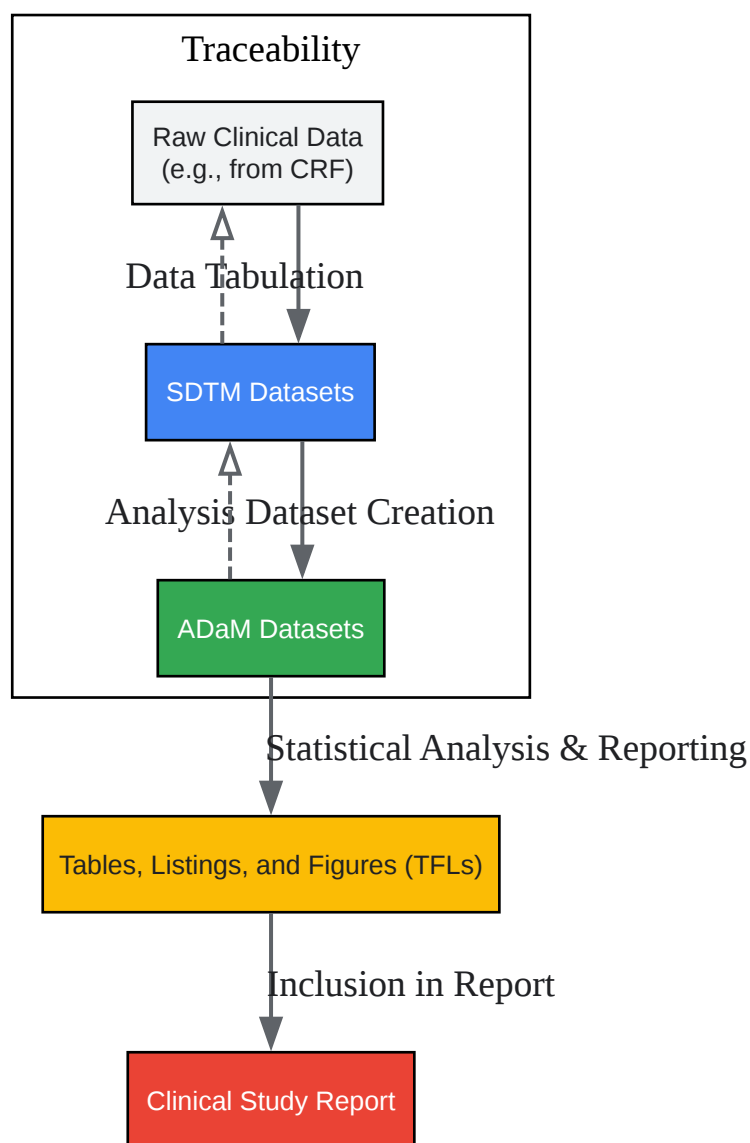 Traceability
Raw Clinical Data
(e.g., from CRF)
Data Tabulation
SDTM Datasets
Analysis Dataset Creation
ADaM Datasets
Statistical Analysis & Reporting
Tables, Listings, and Figures (TFLs)
Inclusion in Report
Clinical Study Report